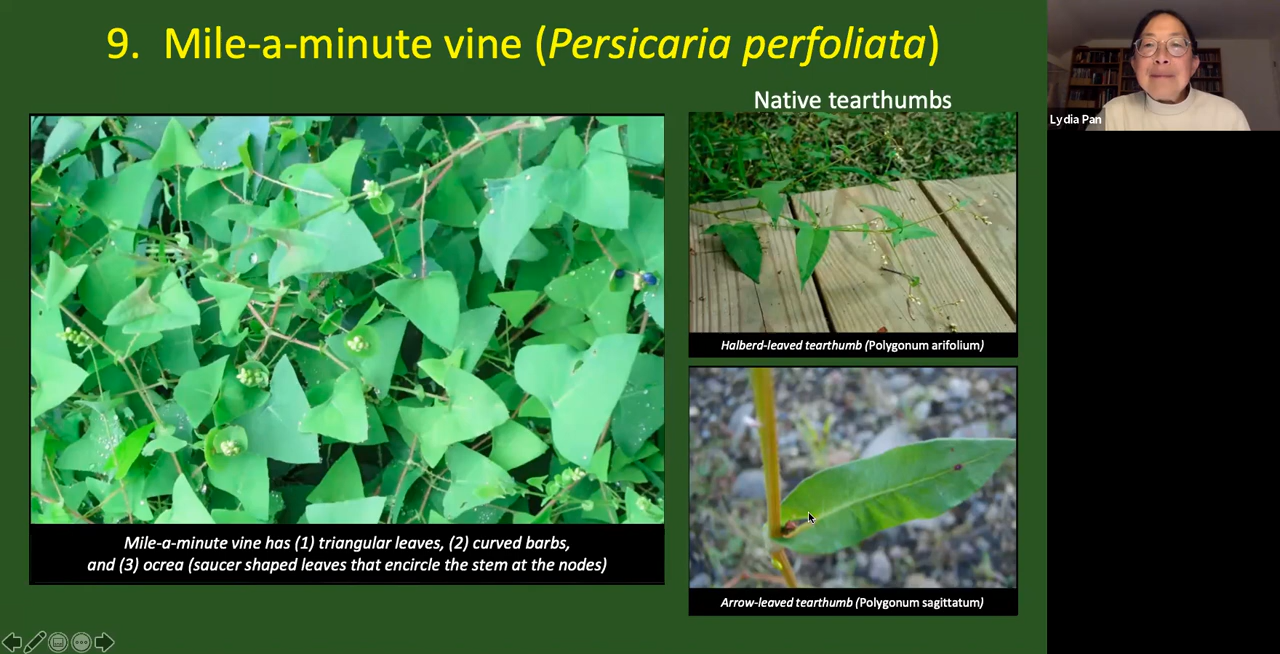 9. Mile-a-minute vine (Persicaria perfoliata)
Native tearthumbs
Lydia Pan
Halberd-leaved tearthumb (Polygonum arifolium)
Mile-a-minute vine has (1) triangular leaves, (2) curved barbs,
and (3) ocrea (saucer shaped leaves that encircle the stem at the nodes)
Arrow-leaved tearthumb (Polygonum sagittatum)